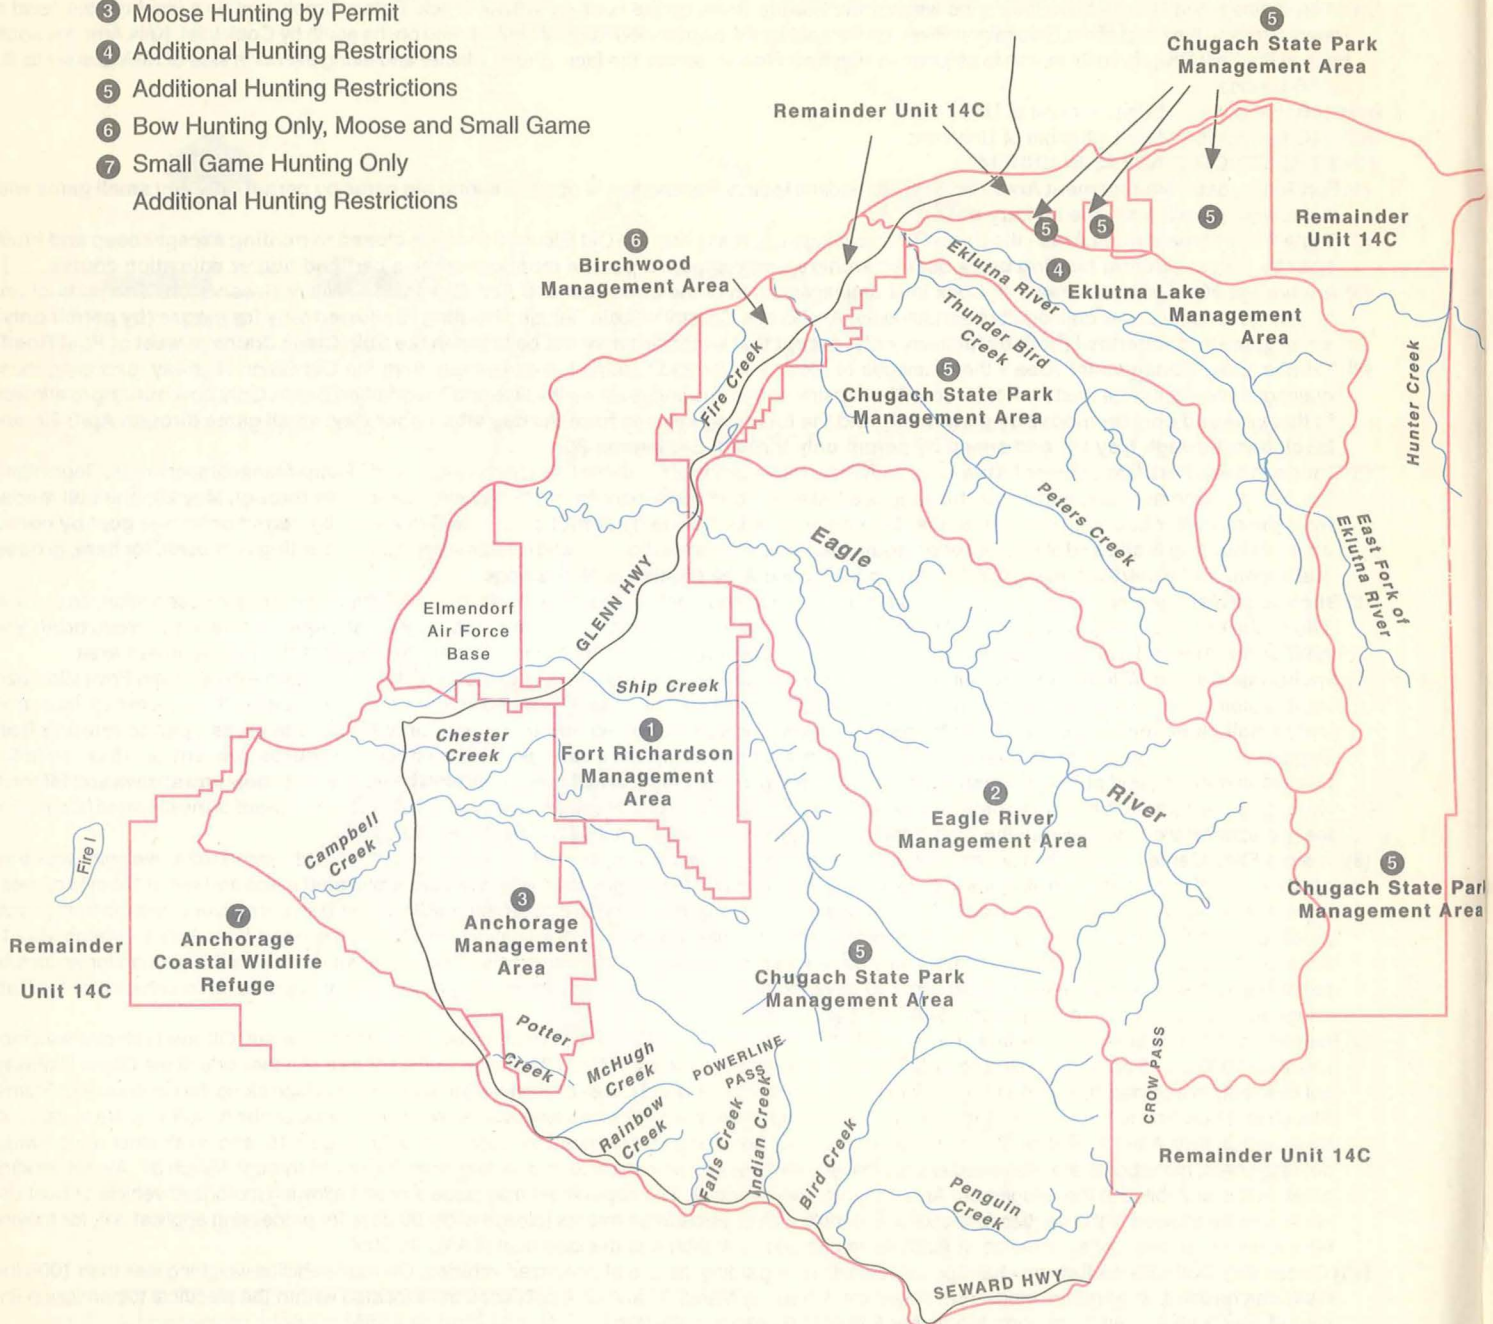 3 Moose Hunting by Permit
4 Additional Hunting Restrictions
5 Additional Hunting Restrictions
6 Bow Hunting Only, Moose and Small Game
7 Small Game Hunting Only
Additional Hunting Restrictions
5
Chugach State Park
Management Area
Remainder Unit 14C
5
5
5
Remainder
Unit 14C
6
Birchwood
Management Area
Eklutna River
4
Eklutna Lake
Management
Area
Thunder Bird
Creek
5
Chugach State Park
Management Area
Fire Creek
Hunter Creek
Peters Creek
East Fork of
Eklutna River
Eagle
GLENN HWY
Elmendorf
Air Force
Base
Ship Creek
1
Fort Richardson
Management
Area
Chester
Creek
2
Eagle River
Management Area
River
Campbell
Creek
Fire I
5
Chugach State Park
Management Area
3
Anchorage
Management
Area
7
Anchorage
Coastal Wildlife
Refuge
Remainder
Unit 14C
5
Chugach State Park
Management Area
Potter
Creek
McHugh
Creek
POWERLINE
PASS
CROW PASS
Rainbow
Creek
Falls Creek
Indian Creek
Bird Creek
Remainder Unit 14C
Penguin
Creek
SEWARD HWY